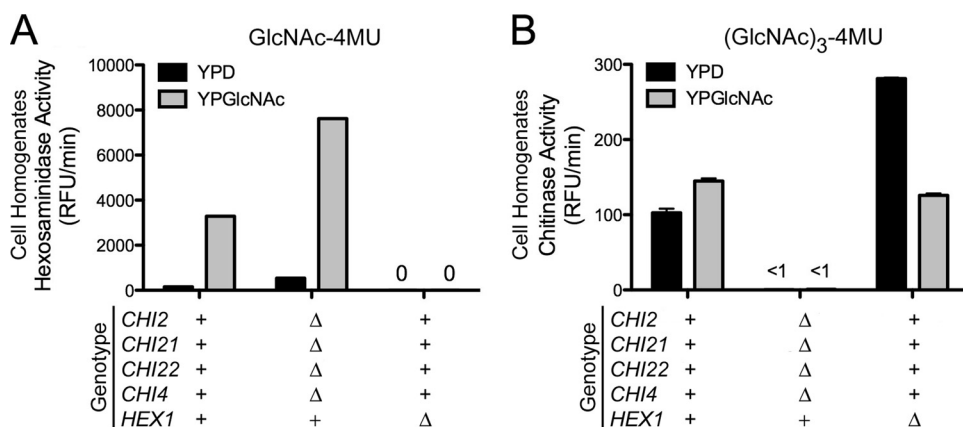 A
GlcNAc-4MU
Cell Homogenates
Hexosaminidase Activity
(RFU/min)
10000
8000
6000
4000
2000
0
YPD
YPGlcNAc
0 0
Genotype
CHI2 + Δ +
CHI21 + Δ +
CHI22 + Δ +
CHI4 + Δ +
HEX1 + + Δ
B
(GlcNAc)3-4MU
Cell Homogenates
Chitinase Activity
(RFU/min)
300
200
100
0
YPD
YPGlcNAc
<1 <1
Genotype
CHI2 + Δ +
CHI21 + Δ +
CHI22 + Δ +
CHI4 + Δ +
HEX1 + + Δ